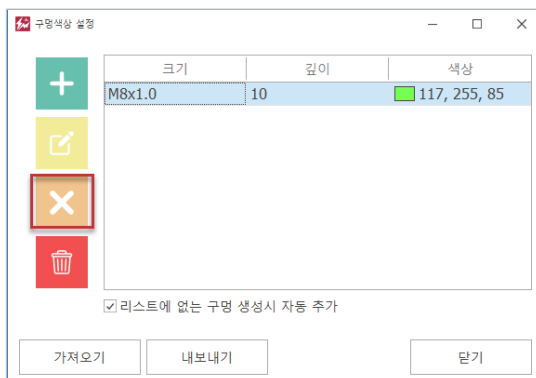 구멍색상 설정
크기 깊이 색상
M8x1.0 10 117, 255, 85
리스트에 없는 구멍 생성시 자동 추가
가져오기 내보내기 닫기